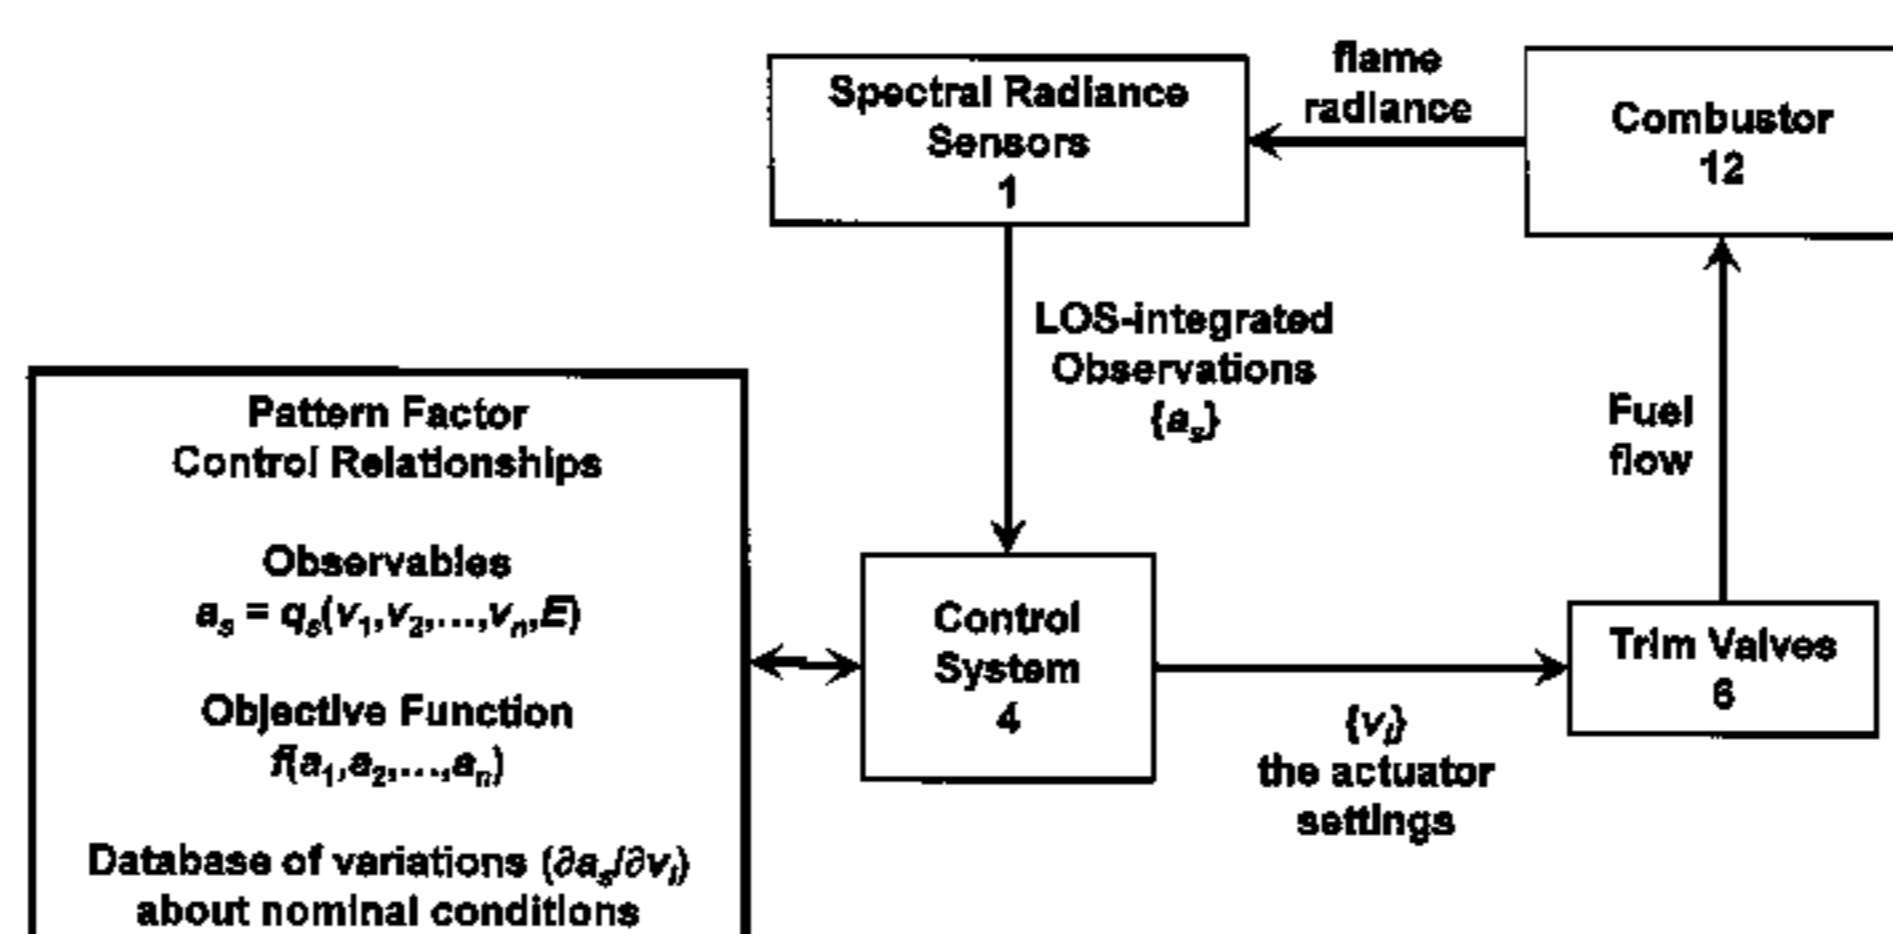 Spectral Radiance
Sensors
1
flame
radiance
Combustor
12
LOS-integrated
Observations
{aₛ}
Fuel
flow
Pattern Factor
Control Relationships
Observables
aₛ = qₛ(v₁,v₂,...,vₙ,E)
Objective Function
f(a₁,a₂,...,aₙ)
Database of variations (∂aₛ/∂vᵢ)
about nominal conditions
Control
System
4
{vᵢ}
the actuator
settings
Trim Valves
6